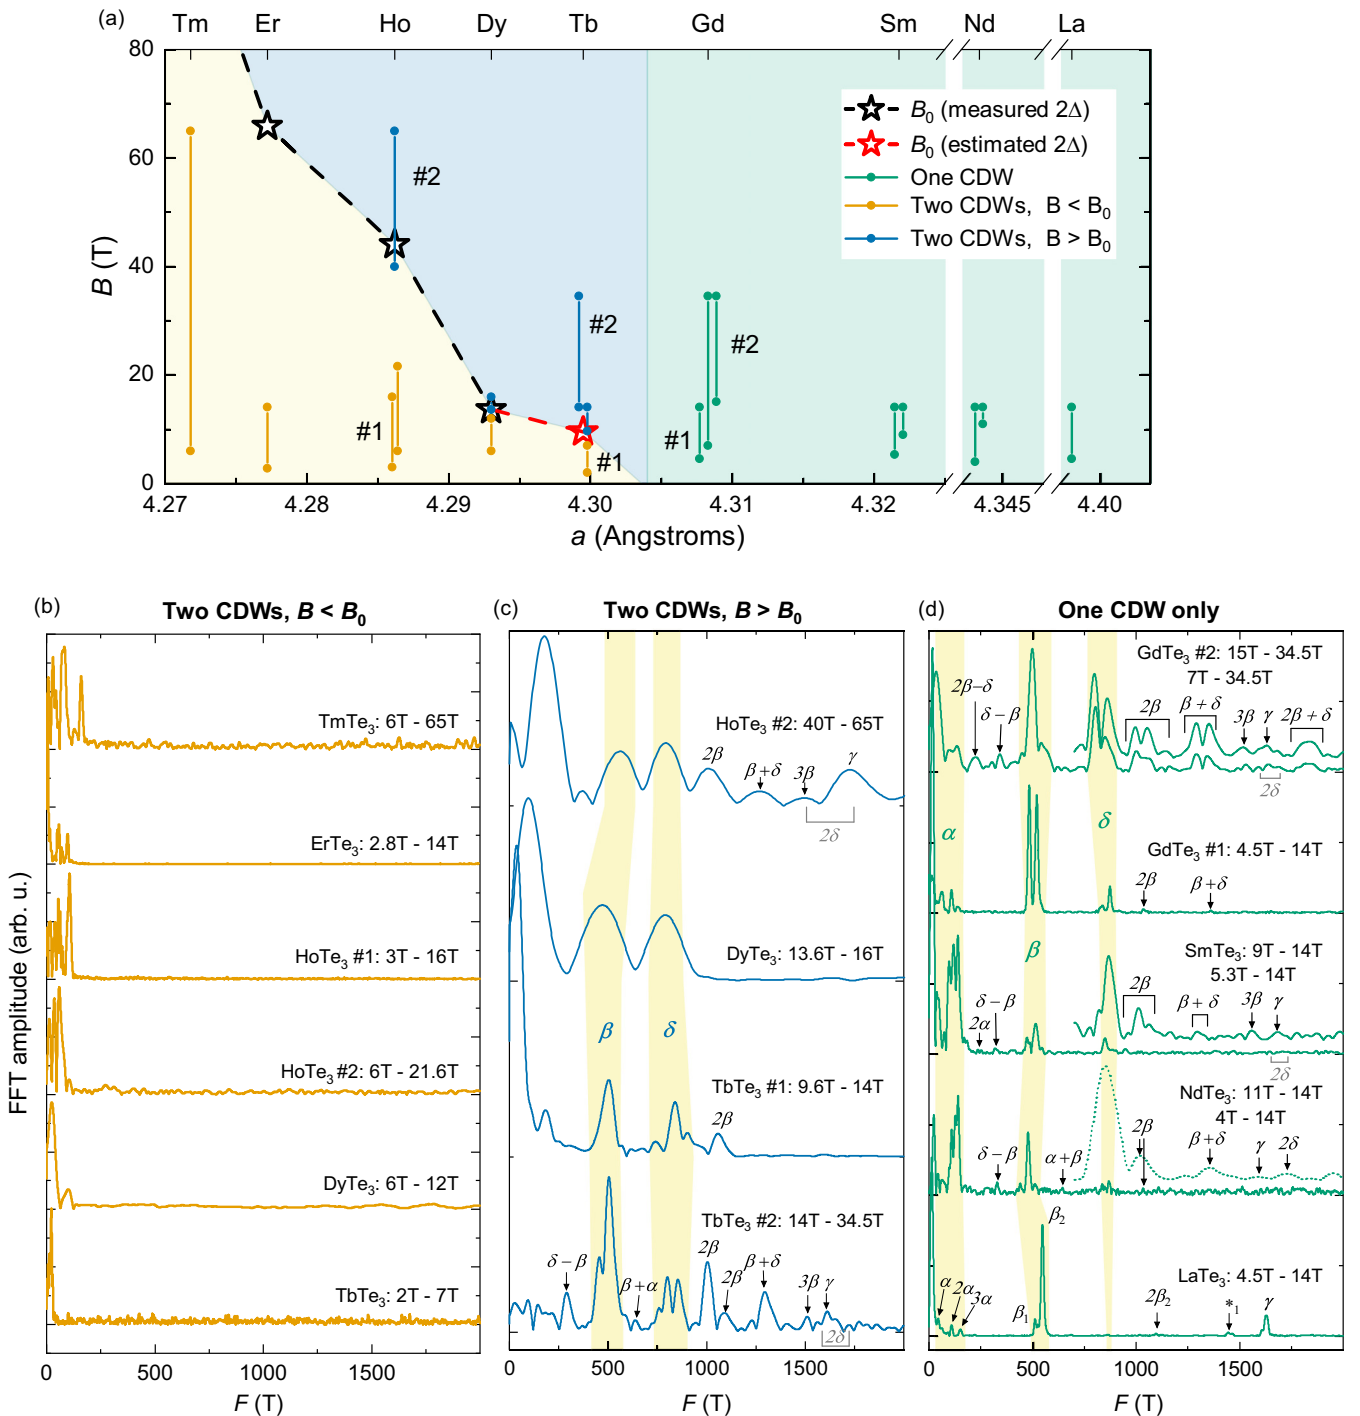 (a)
Tm Er Ho Dy Tb Gd Sm Nd La
80
60
40
20
0
B (T)
B₀ (measured 2Δ)
B₀ (estimated 2Δ)
One CDW
Two CDWs, B < B₀
Two CDWs, B > B₀
#2
#2
#2
#1
#1
#1
4.27 4.28 4.29 4.30 4.31 4.32 4.345 4.40
a (Angstroms)
(b)
Two CDWs, B < B₀
FFT amplitude (arb. u.)
TmTe₃: 6T - 65T
ErTe₃: 2.8T - 14T
HoTe₃ #1: 3T - 16T
HoTe₃ #2: 6T - 21.6T
DyTe₃: 6T - 12T
TbTe₃: 2T - 7T
0 500 1000 1500
F (T)
(c)
Two CDWs, B > B₀
HoTe₃ #2: 40T - 65T
2β β+δ 3β γ
2δ
DyTe₃: 13.6T - 16T
β δ
TbTe₃ #1: 9.6T - 14T
2β
TbTe₃ #2: 14T - 34.5T
δ−β β+α 2β 2β β+δ 3β γ
2δ
0 500 1000 1500
F (T)
(d)
One CDW only
GdTe₃ #2: 15T - 34.5T
7T - 34.5T
2β−δ δ−β 2β β+δ 3β γ 2β+δ
2δ
α δ
GdTe₃ #1: 4.5T - 14T
2β β+δ
β
SmTe₃: 9T - 14T
5.3T - 14T
2α δ−β 2β β+δ 3β γ
2δ
NdTe₃: 11T - 14T
4T - 14T
δ−β α+β 2β β+δ γ 2δ
β₂
LaTe₃: 4.5T - 14T
α 2α 3α β₁ 2β₂ *₁ γ
0 500 1000 1500
F (T)